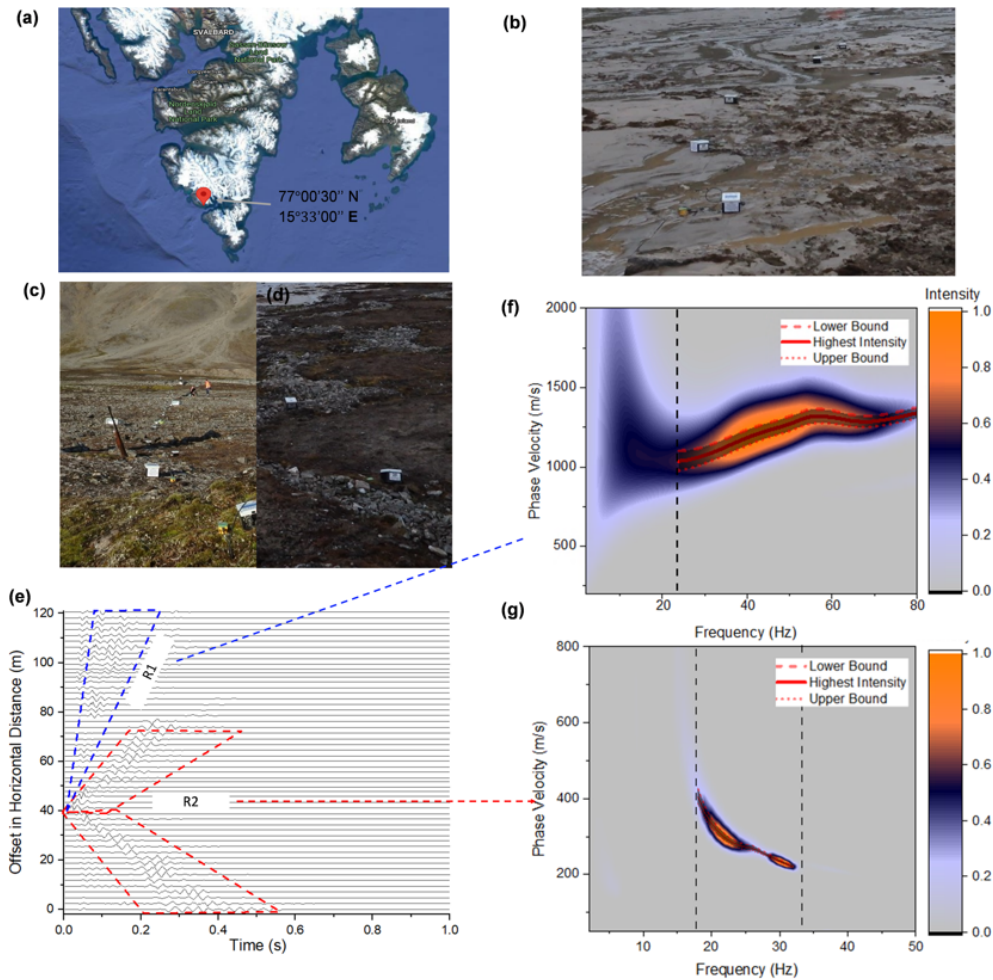 (a)
SVALBARD
77°00'30'' N
15°33'00'' E
(b)
(c)
(d)
(e)
Offset in Horizontal Distance (m)
120
100
80
60
40
20
0
R1
R2
0.0 0.2 0.4 0.6 0.8 1.0
Time (s)
(f)
Phase Velocity (m/s)
2000
1500
1000
500
Lower Bound
Highest Intensity
Upper Bound
20 40 60 80
Frequency (Hz)
Intensity
1.0
0.8
0.6
0.4
0.2
0.0
(g)
Phase Velocity (m/s)
800
600
400
200
Lower Bound
Highest Intensity
Upper Bound
10 20 30 40 50
Frequency (Hz)
1.0
0.8
0.6
0.4
0.2
0.0